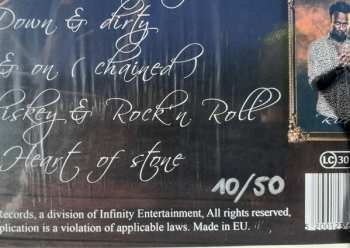 Down & dirty
& on ( chained )
iskey & Rock'n Roll
Heart of stone
10/50
LC 30
Records, a division of Infinity Entertainment, All rights reserved,
plication is a violation of applicable laws. Made in EU.